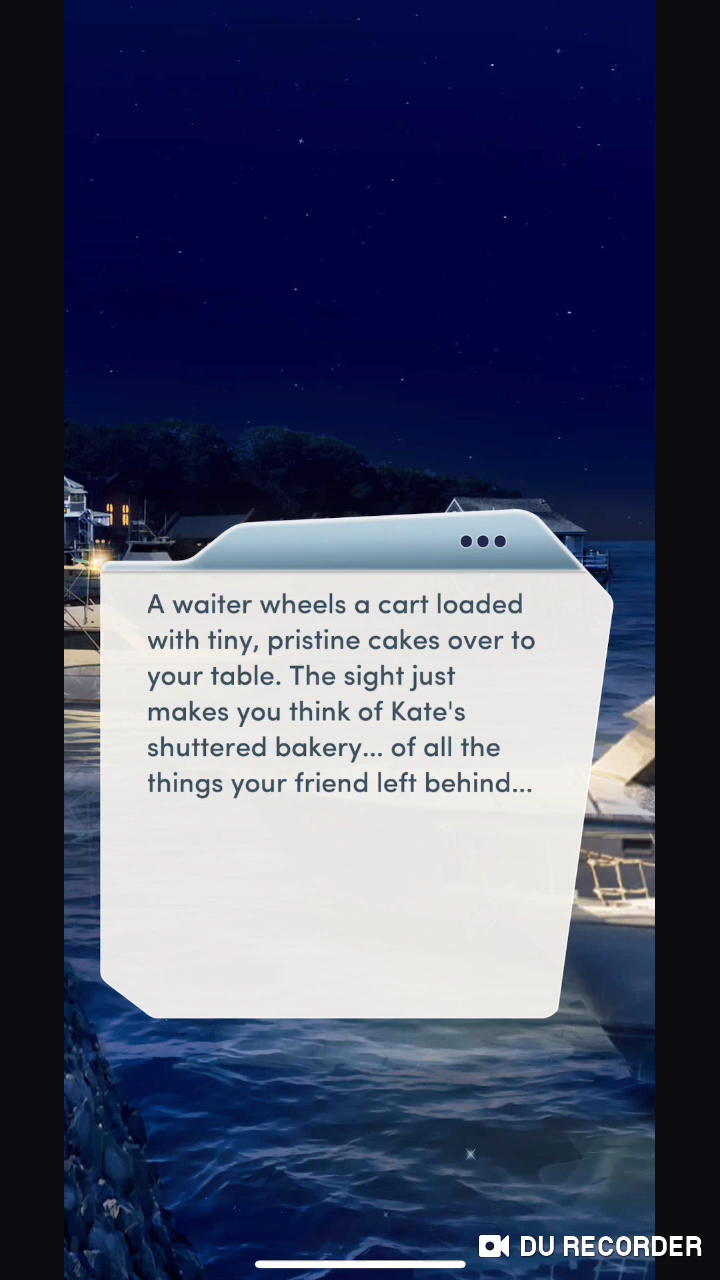 A waiter wheels a cart loaded
with tiny, pristine cakes over to
your table. The sight just
makes you think of Kate's
shuttered bakery... of all the
things your friend left behind...
DU RECORDER